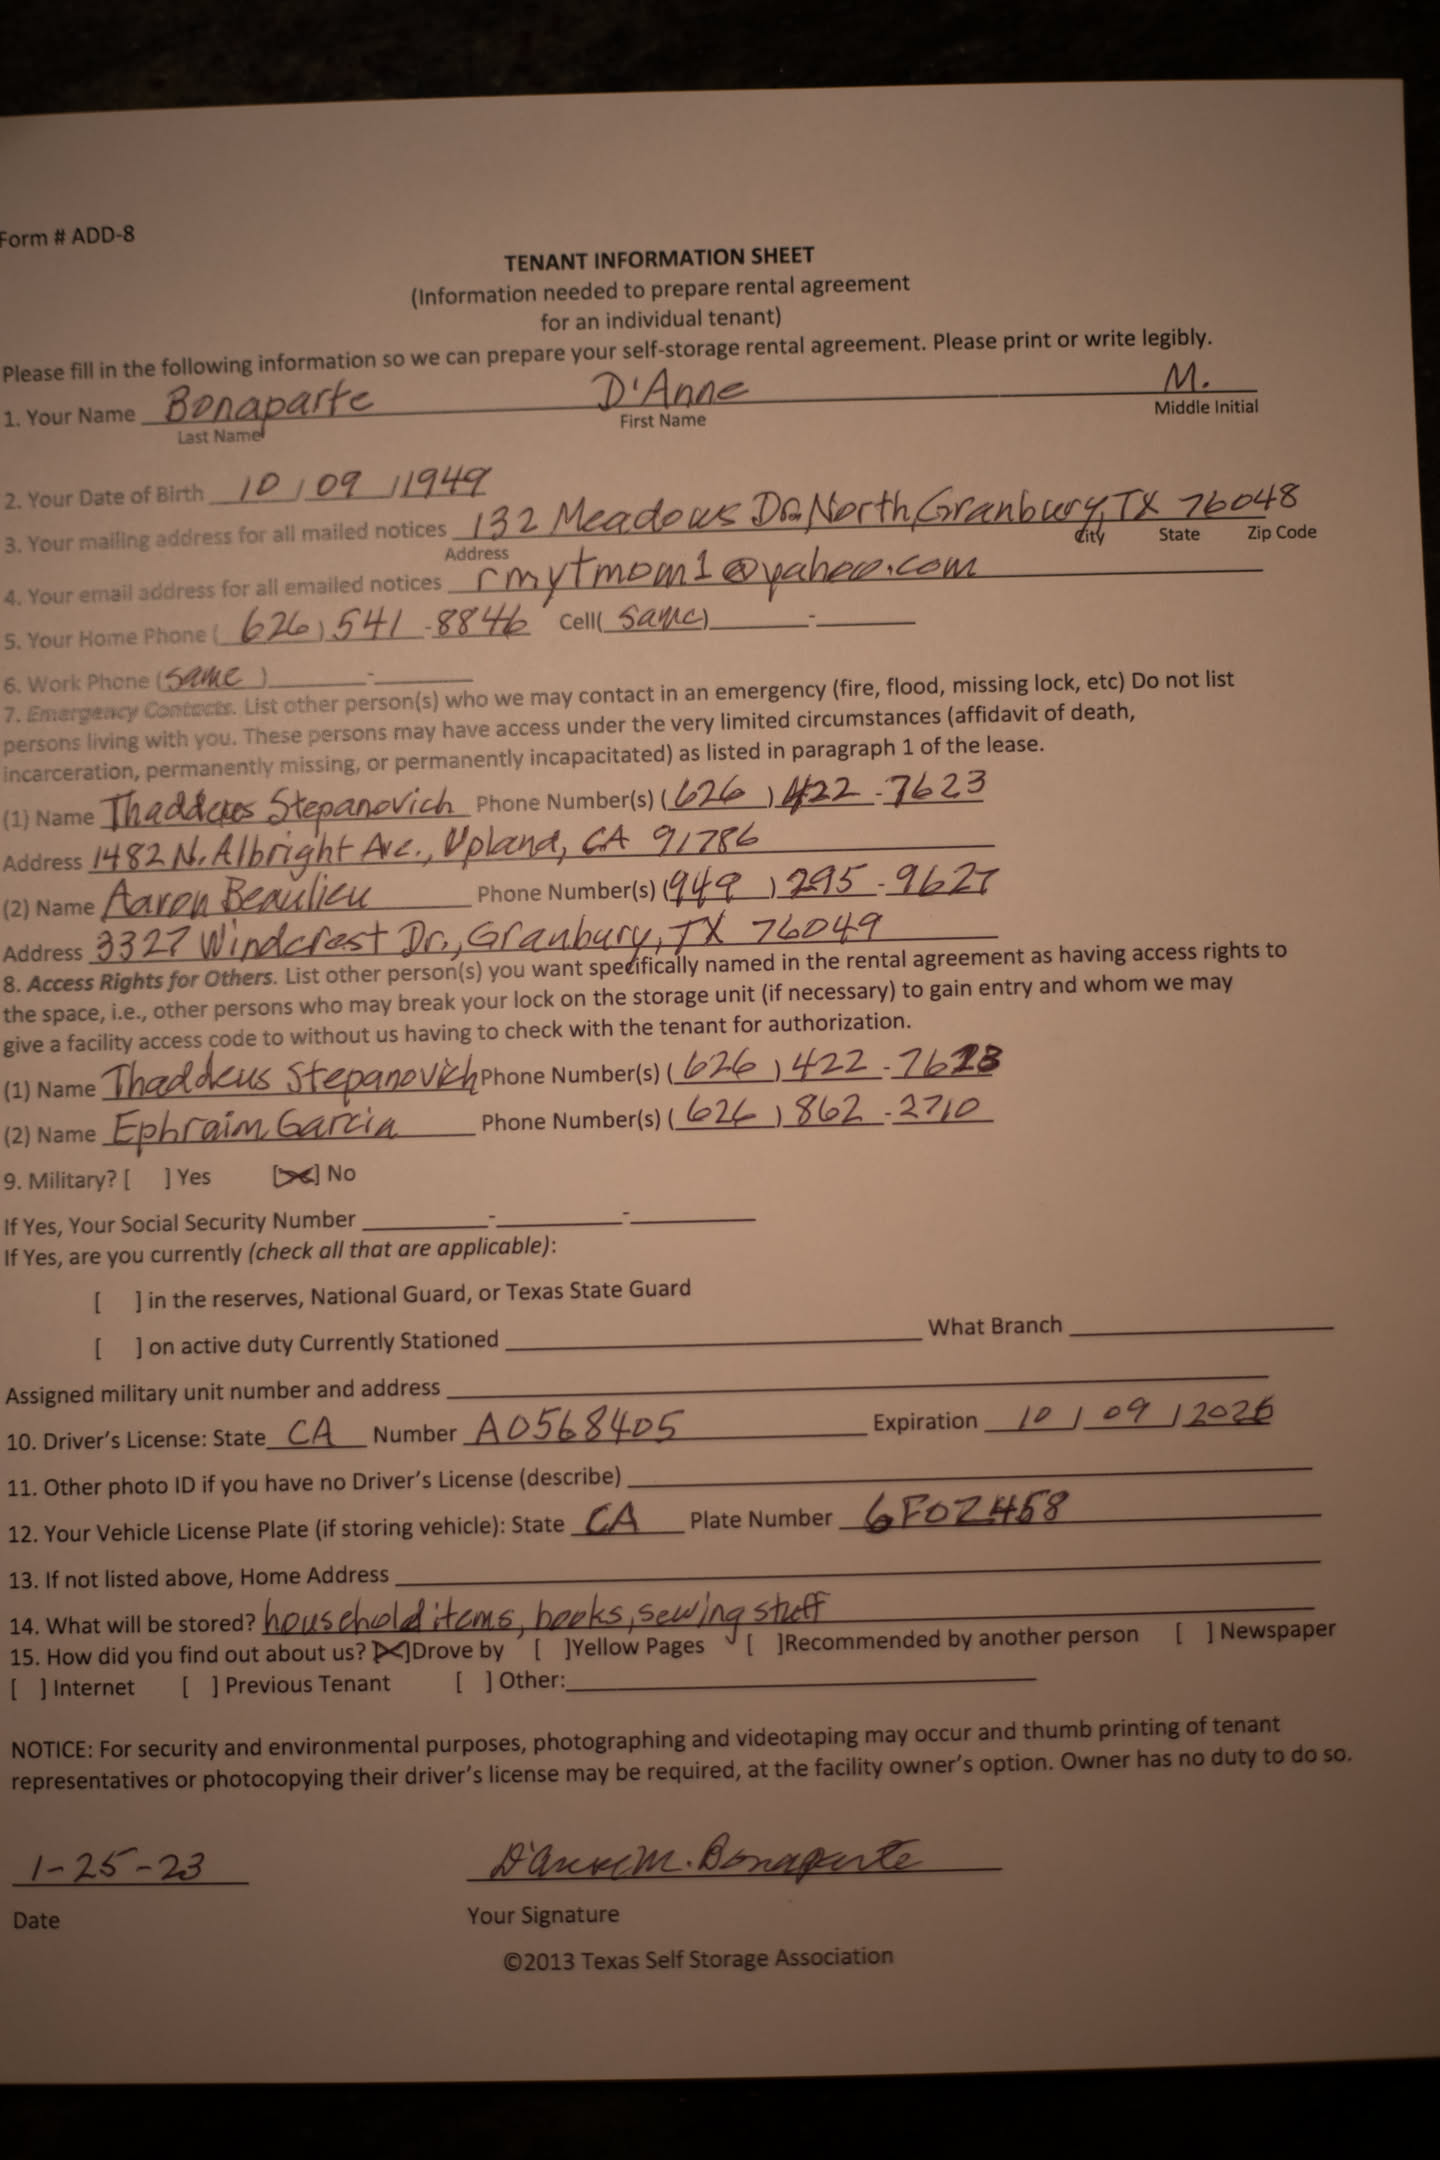 Form # ADD-8
TENANT INFORMATION SHEET
(Information needed to prepare rental agreement
for an individual tenant)
Please fill in the following information so we can prepare your self-storage rental agreement. Please print or write legibly.
1. Your Name Bonaparte D'Anne M.
Last Name First Name Middle Initial
2. Your Date of Birth 10 / 09 / 1949
3. Your mailing address for all mailed notices 132 Meadows Dr. North, Granbury, TX 76048
Address City State Zip Code
4. Your email address for all emailed notices rmytmom1@yahoo.com
5. Your Home Phone ( 626 ) 541 - 8846 Cell( same )________-________
6. Work Phone ( same )________-________
7. Emergency Contacts. List other person(s) who we may contact in an emergency (fire, flood, missing lock, etc) Do not list
persons living with you. These persons may have access under the very limited circumstances (affidavit of death,
incarceration, permanently missing, or permanently incapacitated) as listed in paragraph 1 of the lease.
(1) Name Thaddeus Stepanovich Phone Number(s) ( 626 ) 422 - 7623
Address 1482 N. Albright Ave., Upland, CA 91786
(2) Name Aaron Beaulieu Phone Number(s) ( 949 ) 295 - 9627
Address 3327 Windcrest Dr., Granbury, TX 76049
8. Access Rights for Others. List other person(s) you want specifically named in the rental agreement as having access rights to
the space, i.e., other persons who may break your lock on the storage unit (if necessary) to gain entry and whom we may
give a facility access code to without us having to check with the tenant for authorization.
(1) Name Thaddeus Stepanovich Phone Number(s) ( 626 ) 422 - 7623
(2) Name Ephraim Garcia Phone Number(s) ( 626 ) 862 - 2710
9. Military? [ ] Yes [X] No
If Yes, Your Social Security Number ________-________-________
If Yes, are you currently (check all that are applicable):
[ ] in the reserves, National Guard, or Texas State Guard
[ ] on active duty Currently Stationed ________ What Branch ________
Assigned military unit number and address ________
10. Driver's License: State CA Number A0568405 Expiration 10 / 09 / 2026
11. Other photo ID if you have no Driver's License (describe) ________
12. Your Vehicle License Plate (if storing vehicle): State CA Plate Number 6FOZ458
13. If not listed above, Home Address ________
14. What will be stored? household items, books, sewing stuff
15. How did you find out about us? [X]Drove by [ ]Yellow Pages [ ]Recommended by another person [ ] Newspaper
[ ] Internet [ ] Previous Tenant [ ] Other:________
NOTICE: For security and environmental purposes, photographing and videotaping may occur and thumb printing of tenant
representatives or photocopying their driver's license may be required, at the facility owner's option. Owner has no duty to do so.
1-25-23 D'Anne M. Bonaparte
Date Your Signature
©2013 Texas Self Storage Association